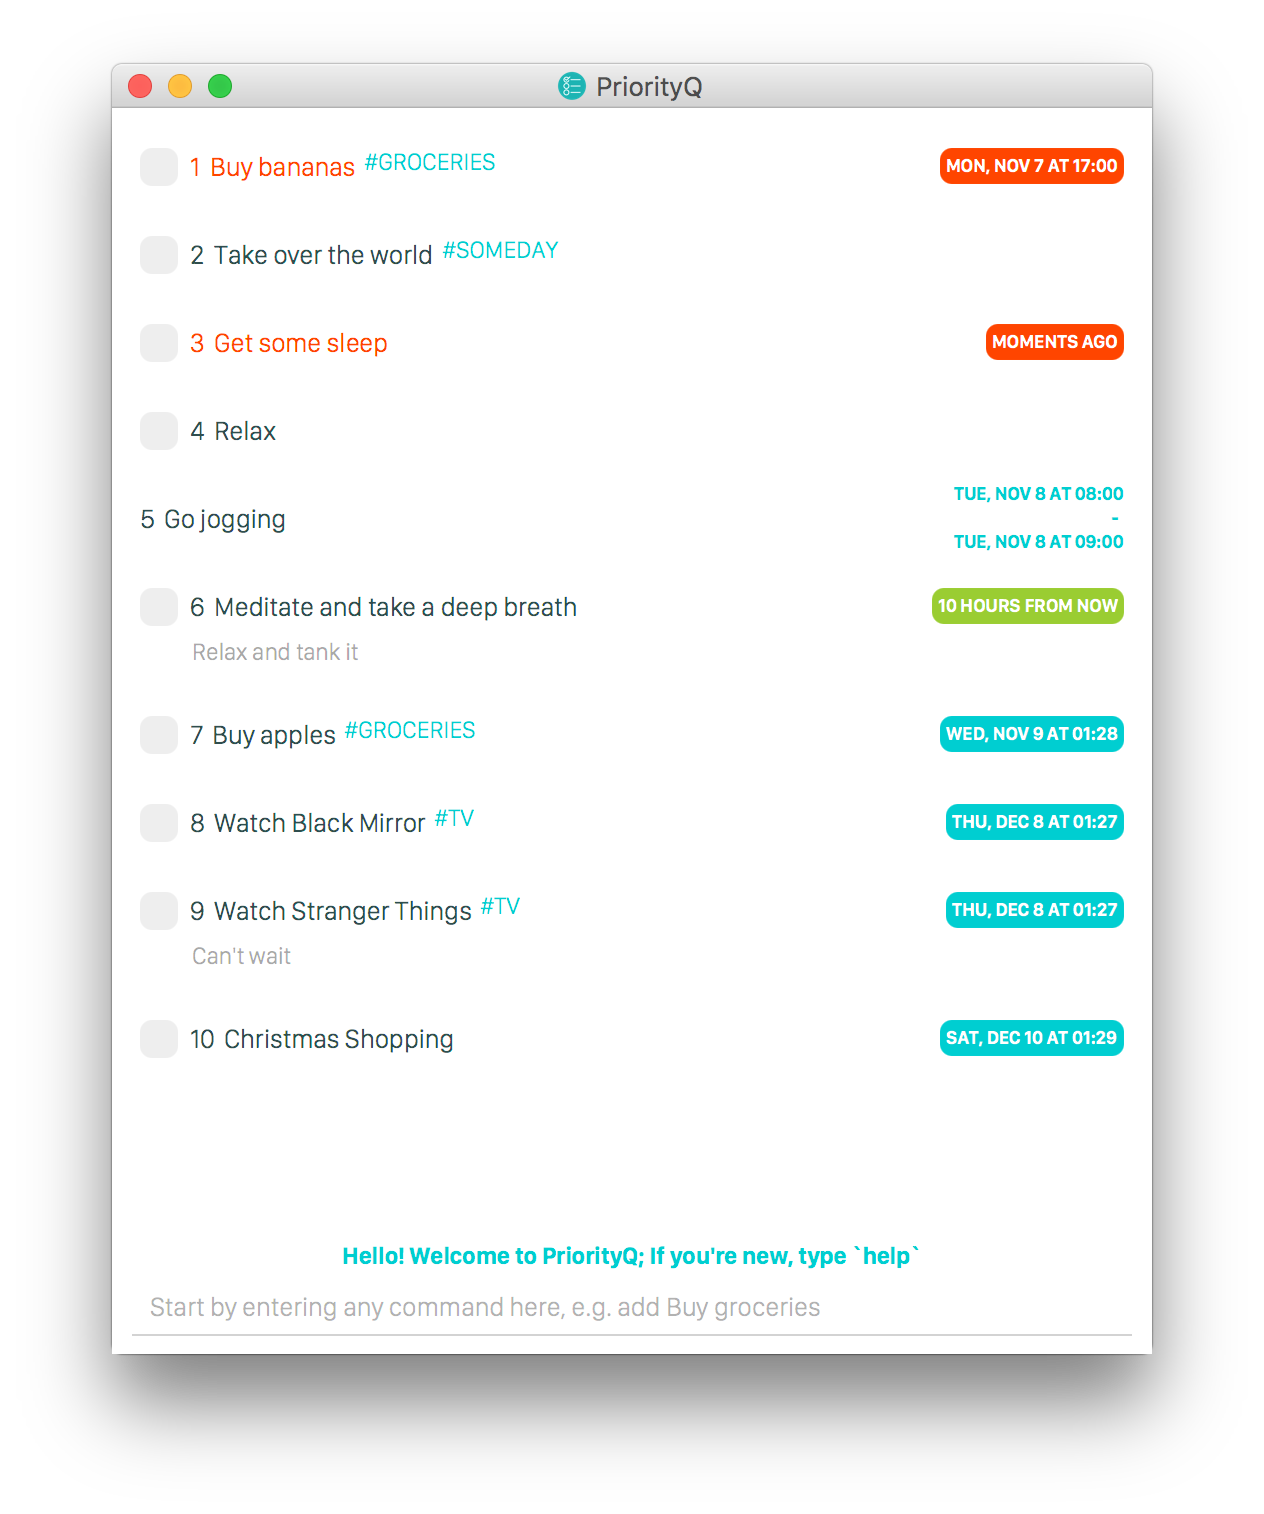 PriorityQ
1 Buy bananas #GROCERIES MON, NOV 7 AT 17:00
2 Take over the world #SOMEDAY
3 Get some sleep MOMENTS AGO
4 Relax
5 Go jogging TUE, NOV 8 AT 08:00
-
TUE, NOV 8 AT 09:00
6 Meditate and take a deep breath 10 HOURS FROM NOW
Relax and tank it
7 Buy apples #GROCERIES WED, NOV 9 AT 01:28
8 Watch Black Mirror #TV THU, DEC 8 AT 01:27
9 Watch Stranger Things #TV THU, DEC 8 AT 01:27
Can't wait
10 Christmas Shopping SAT, DEC 10 AT 01:29
Hello! Welcome to PriorityQ; If you're new, type `help`
Start by entering any command here, e.g. add Buy groceries